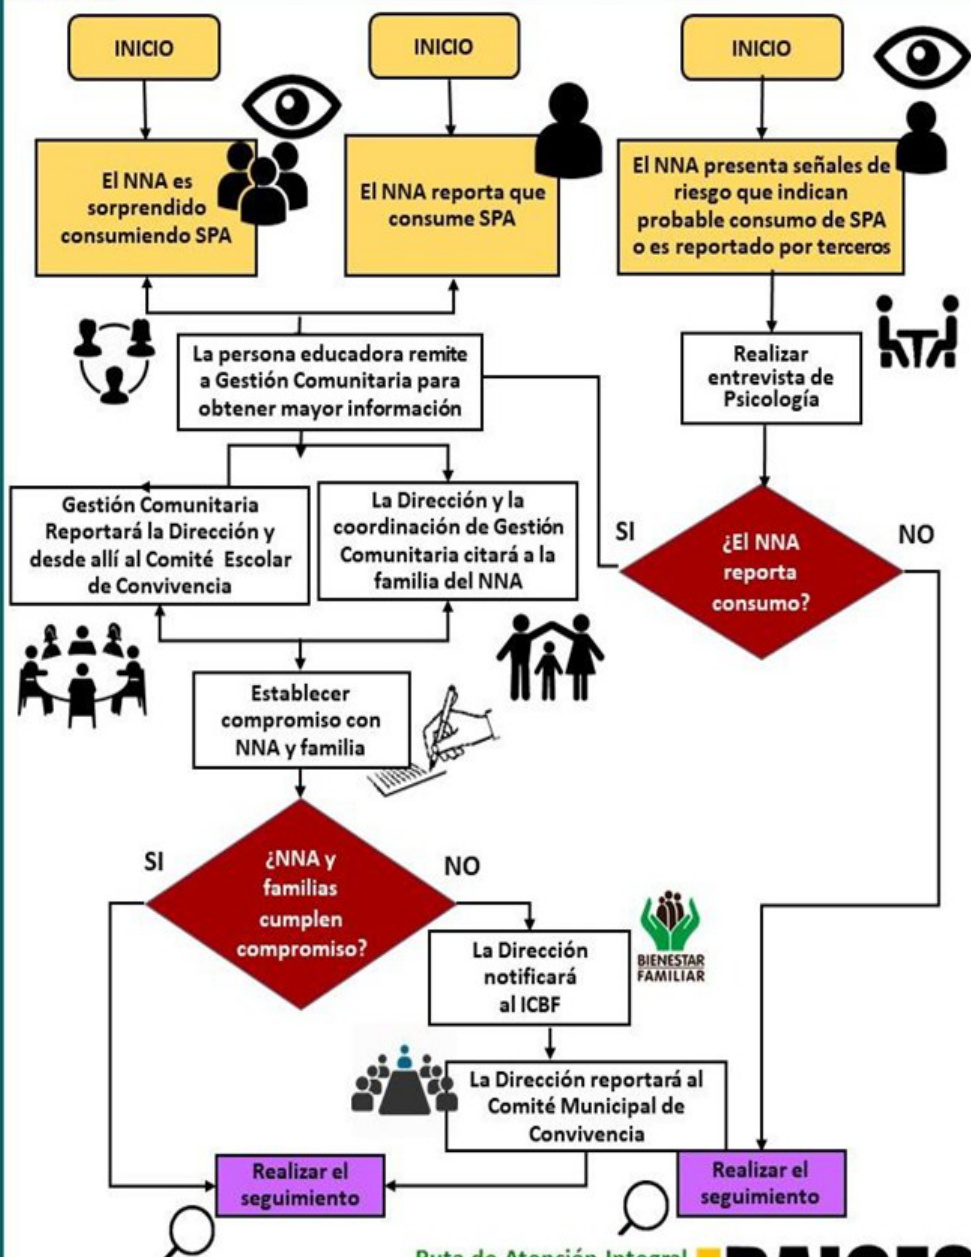 INICIO
INICIO
INICIO
El NNA es
sorprendido
consumiendo SPA
El NNA reporta que
consume SPA
El NNA presenta señales de
riesgo que indican
probable consumo de SPA
o es reportado por terceros
La persona educadora remite
a Gestión Comunitaria para
obtener mayor información
Realizar
entrevista de
Psicología
Gestión Comunitaria
Reportará la Dirección y
desde allí al Comité Escolar
de Convivencia
La Dirección y la
coordinación de Gestión
Comunitaria citará a la
familia del NNA
SI
¿El NNA
reporta
consumo?
NO
Establecer
compromiso con
NNA y familia
SI
¿NNA y
familias
cumplen
compromiso?
NO
La Dirección
notificará
al ICBF
BIENESTAR
FAMILIAR
La Dirección reportará al
Comité Municipal de
Convivencia
Realizar el
seguimiento
Realizar el
seguimiento
Ruta de Atención Integral
RAICES